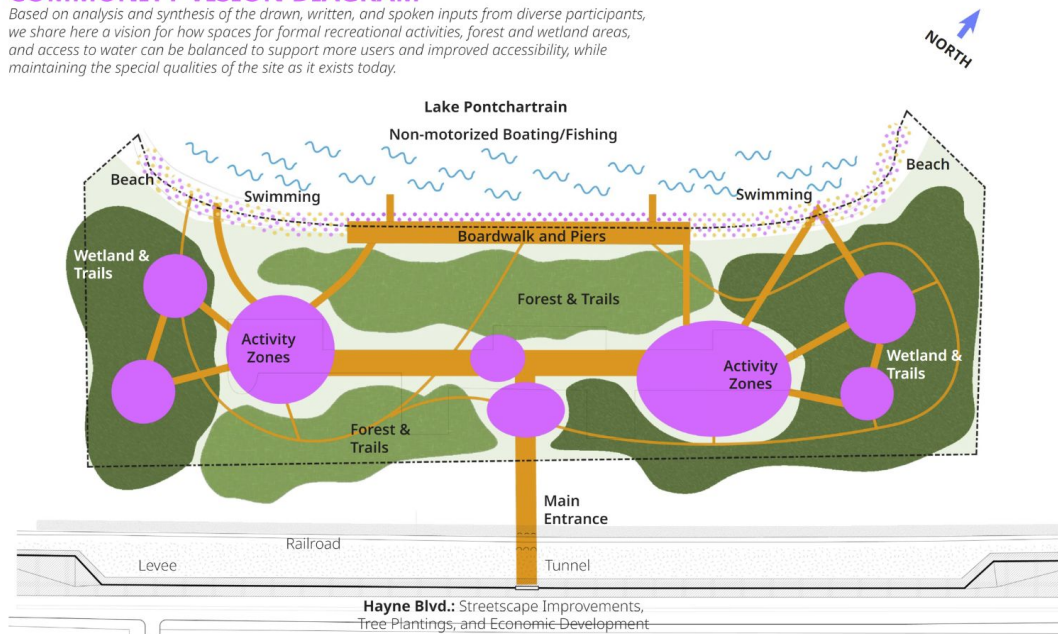 COMMUNITY VISION DIAGRAM
Based on analysis and synthesis of the drawn, written, and spoken inputs from diverse participants,
we share here a vision for how spaces for formal recreational activities, forest and wetland areas,
and access to water can be balanced to support more users and improved accessibility, while
maintaining the special qualities of the site as it exists today.
NORTH
Lake Pontchartrain
Non-motorized Boating/Fishing
Beach
Swimming
Swimming
Beach
Boardwalk and Piers
Wetland &
Trails
Forest & Trails
Activity
Zones
Activity
Zones
Wetland &
Trails
Forest &
Trails
Main
Entrance
Railroad
Levee
Tunnel
Hayne Blvd.: Streetscape Improvements,
Tree Plantings, and Economic Development